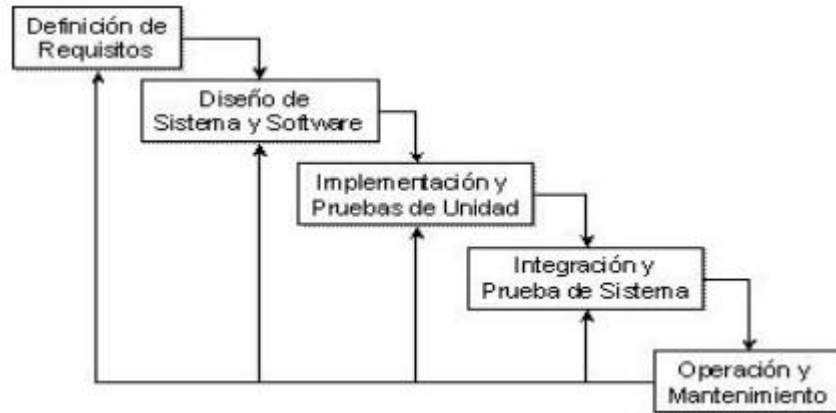 Definición de
Requisitos
Diseño de
Sistema y Software
Implementación y
Pruebas de Unidad
Integración y
Prueba de Sistema
Operación y
Mantenimiento